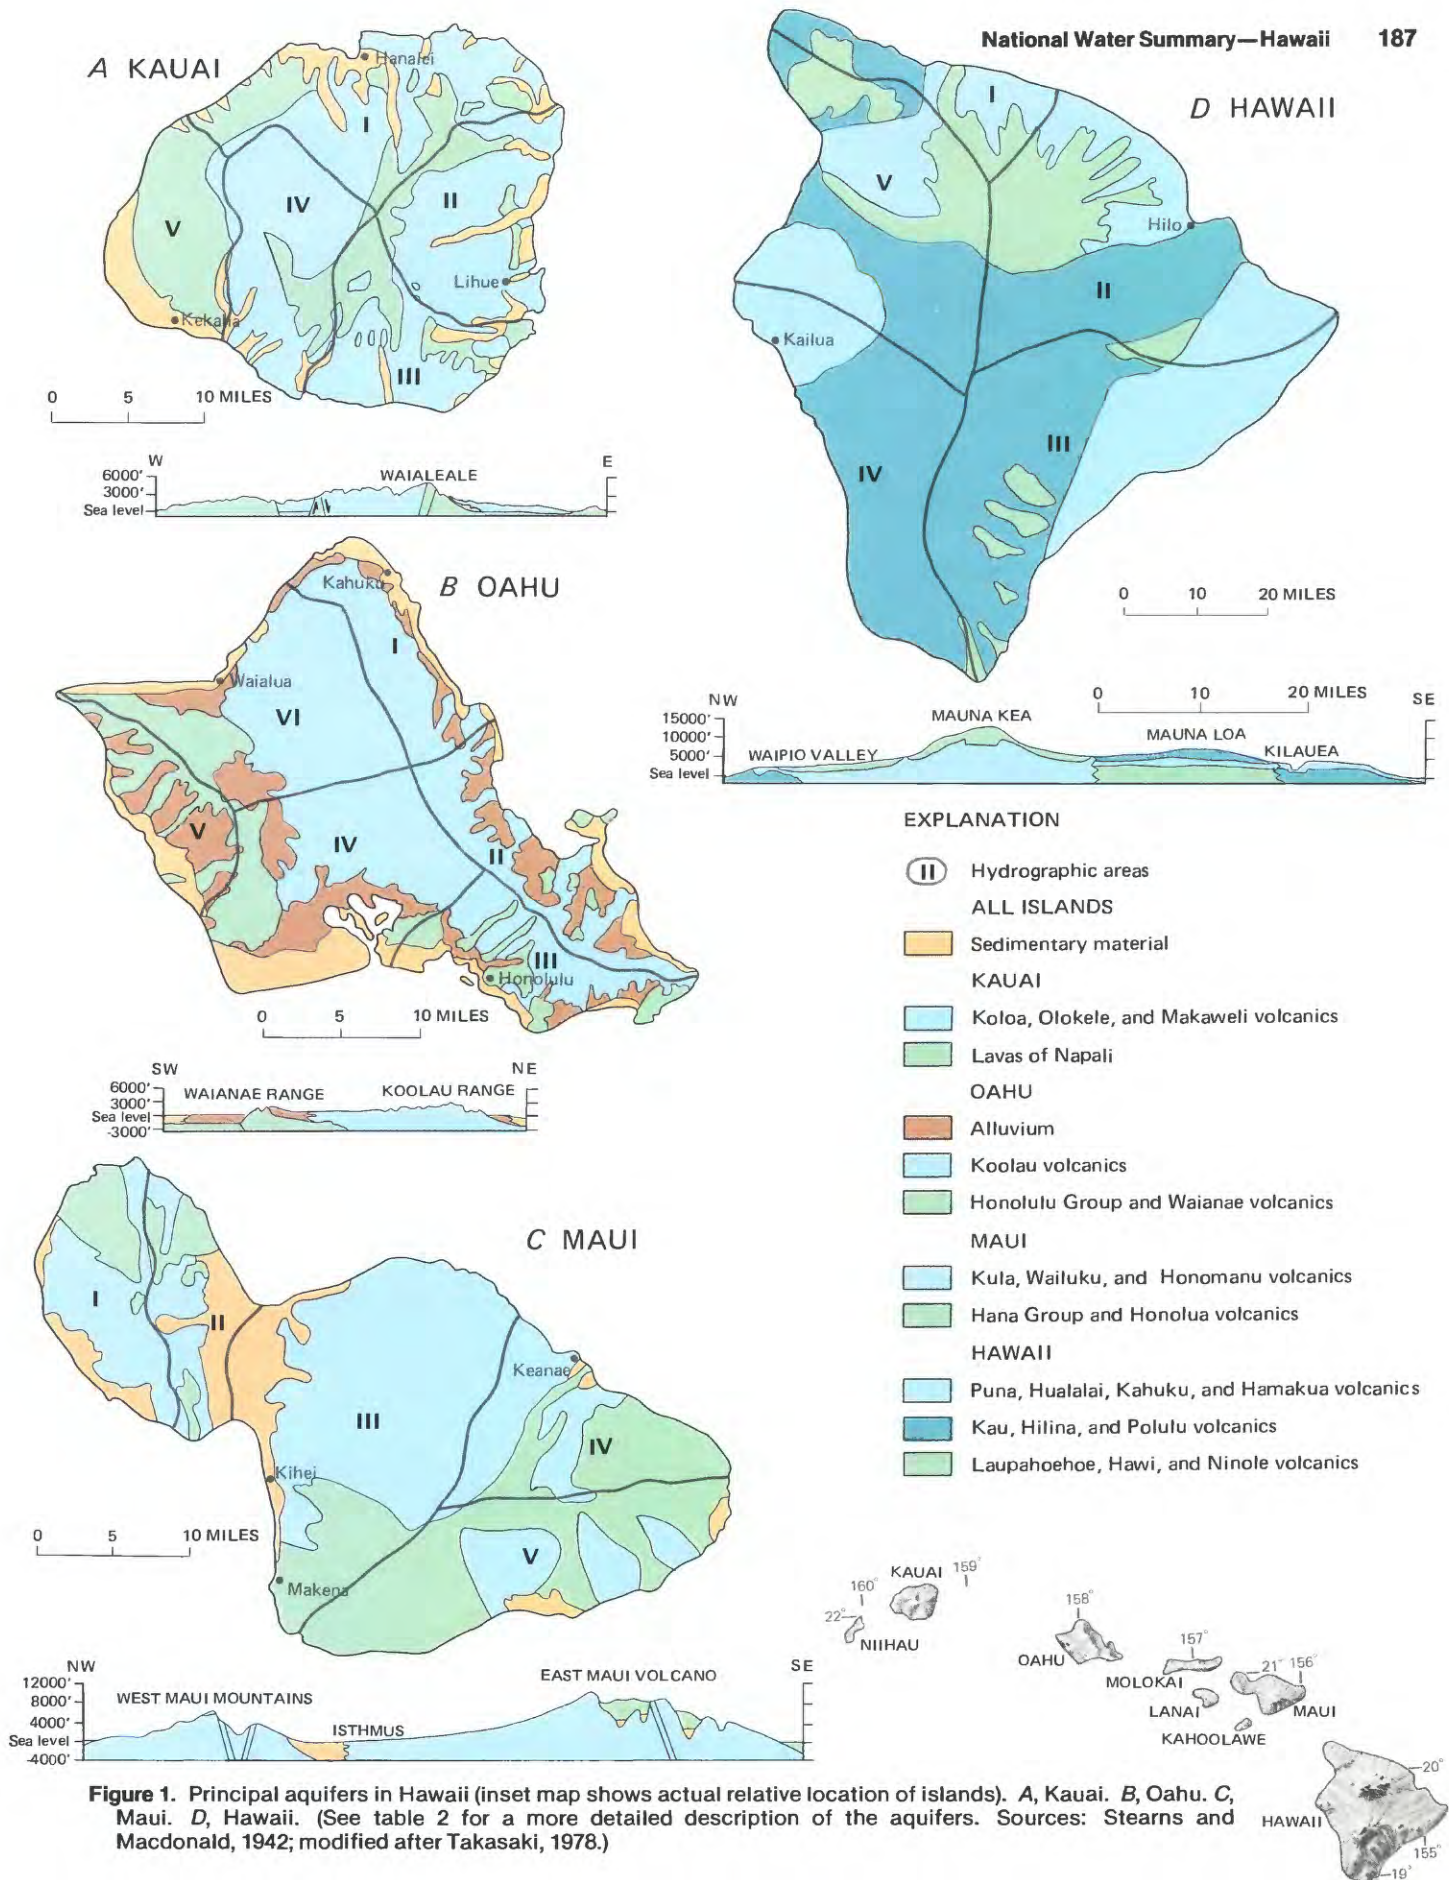 National Water Summary—Hawaii 187
A KAUAI
Hanalei
I
II
IV
V
Lihue
Kekaha
III
0 5 10 MILES
W E
WAIALEALE
6000'
3000'
Sea level
B OAHU
Kahuku
I
Waialua
VI
V
IV
II
III
Honolulu
0 5 10 MILES
SW NE
WAIANAE RANGE KOOLAU RANGE
6000'
3000'
Sea level
-3000'
C MAUI
I
II
Keanae
III
IV
Kihei
V
Makena
0 5 10 MILES
NW SE
EAST MAUI VOLCANO
WEST MAUI MOUNTAINS
ISTHMUS
12000'
8000'
4000'
Sea level
-4000'
D HAWAII
I
V
Hilo
II
Kailua
III
IV
0 10 20 MILES
0 10 20 MILES
NW SE
MAUNA KEA
MAUNA LOA
WAIPIO VALLEY
KILAUEA
15000'
10000'
5000'
Sea level
EXPLANATION
II Hydrographic areas
ALL ISLANDS
Sedimentary material
KAUAI
Koloa, Olokele, and Makaweli volcanics
Lavas of Napali
OAHU
Alluvium
Koolau volcanics
Honolulu Group and Waianae volcanics
MAUI
Kula, Wailuku, and Honomanu volcanics
Hana Group and Honolua volcanics
HAWAII
Puna, Hualalai, Kahuku, and Hamakua volcanics
Kau, Hilina, and Polulu volcanics
Laupahoehoe, Hawi, and Ninole volcanics
KAUAI 159°
160°
22°
NIIHAU
158°
OAHU
157°
MOLOKAI
21° 156°
LANAI
MAUI
KAHOOLAWE
20°
HAWAII
155°
19°
Figure 1. Principal aquifers in Hawaii (inset map shows actual relative location of islands). A, Kauai. B, Oahu. C,
Maui. D, Hawaii. (See table 2 for a more detailed description of the aquifers. Sources: Stearns and
Macdonald, 1942; modified after Takasaki, 1978.)